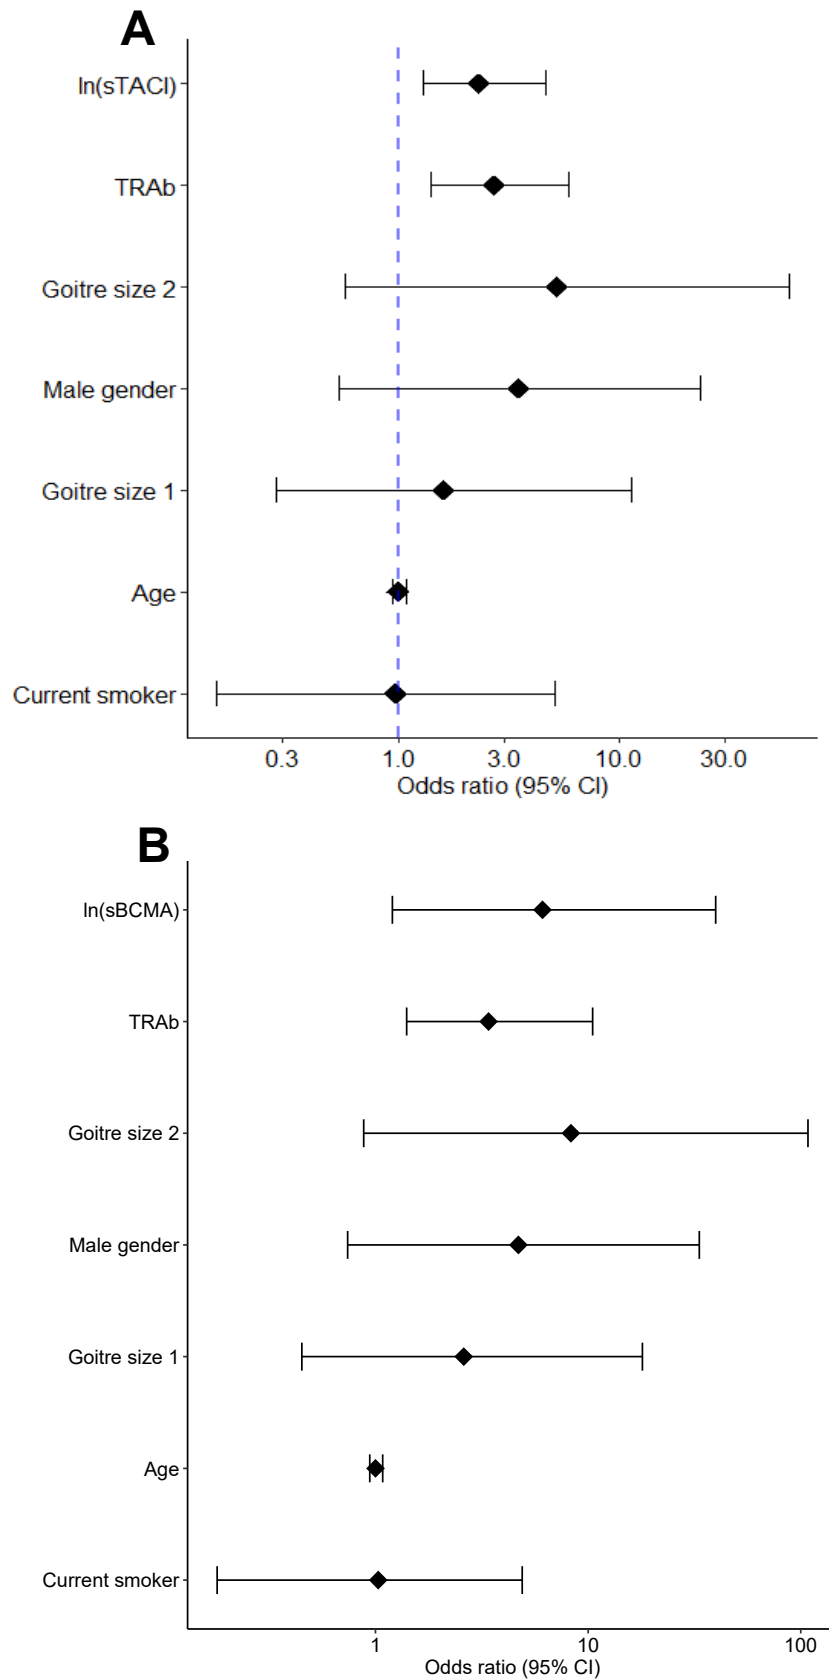 A
ln(sTACI)
TRAb
Goitre size 2
Male gender
Goitre size 1
Age
Current smoker
0.3 1.0 3.0 10.0 30.0
Odds ratio (95% CI)
B
ln(sBCMA)
TRAb
Goitre size 2
Male gender
Goitre size 1
Age
Current smoker
1 10 100
Odds ratio (95% CI)